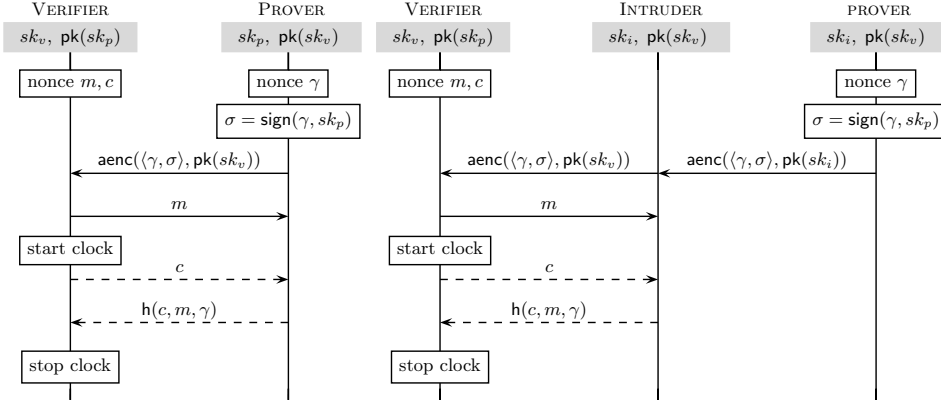 VERIFIER PROVER VERIFIER INTRUDER PROVER
sk_v, pk(sk_p) sk_p, pk(sk_v) sk_v, pk(sk_p) sk_i, pk(sk_v) sk_i, pk(sk_v)
nonce m, c nonce γ nonce m, c nonce γ
σ = sign(γ, sk_p) σ = sign(γ, sk_p)
aenc(⟨γ, σ⟩, pk(sk_v)) aenc(⟨γ, σ⟩, pk(sk_v)) aenc(⟨γ, σ⟩, pk(sk_i))
m m
start clock start clock
c c
h(c, m, γ) h(c, m, γ)
stop clock stop clock